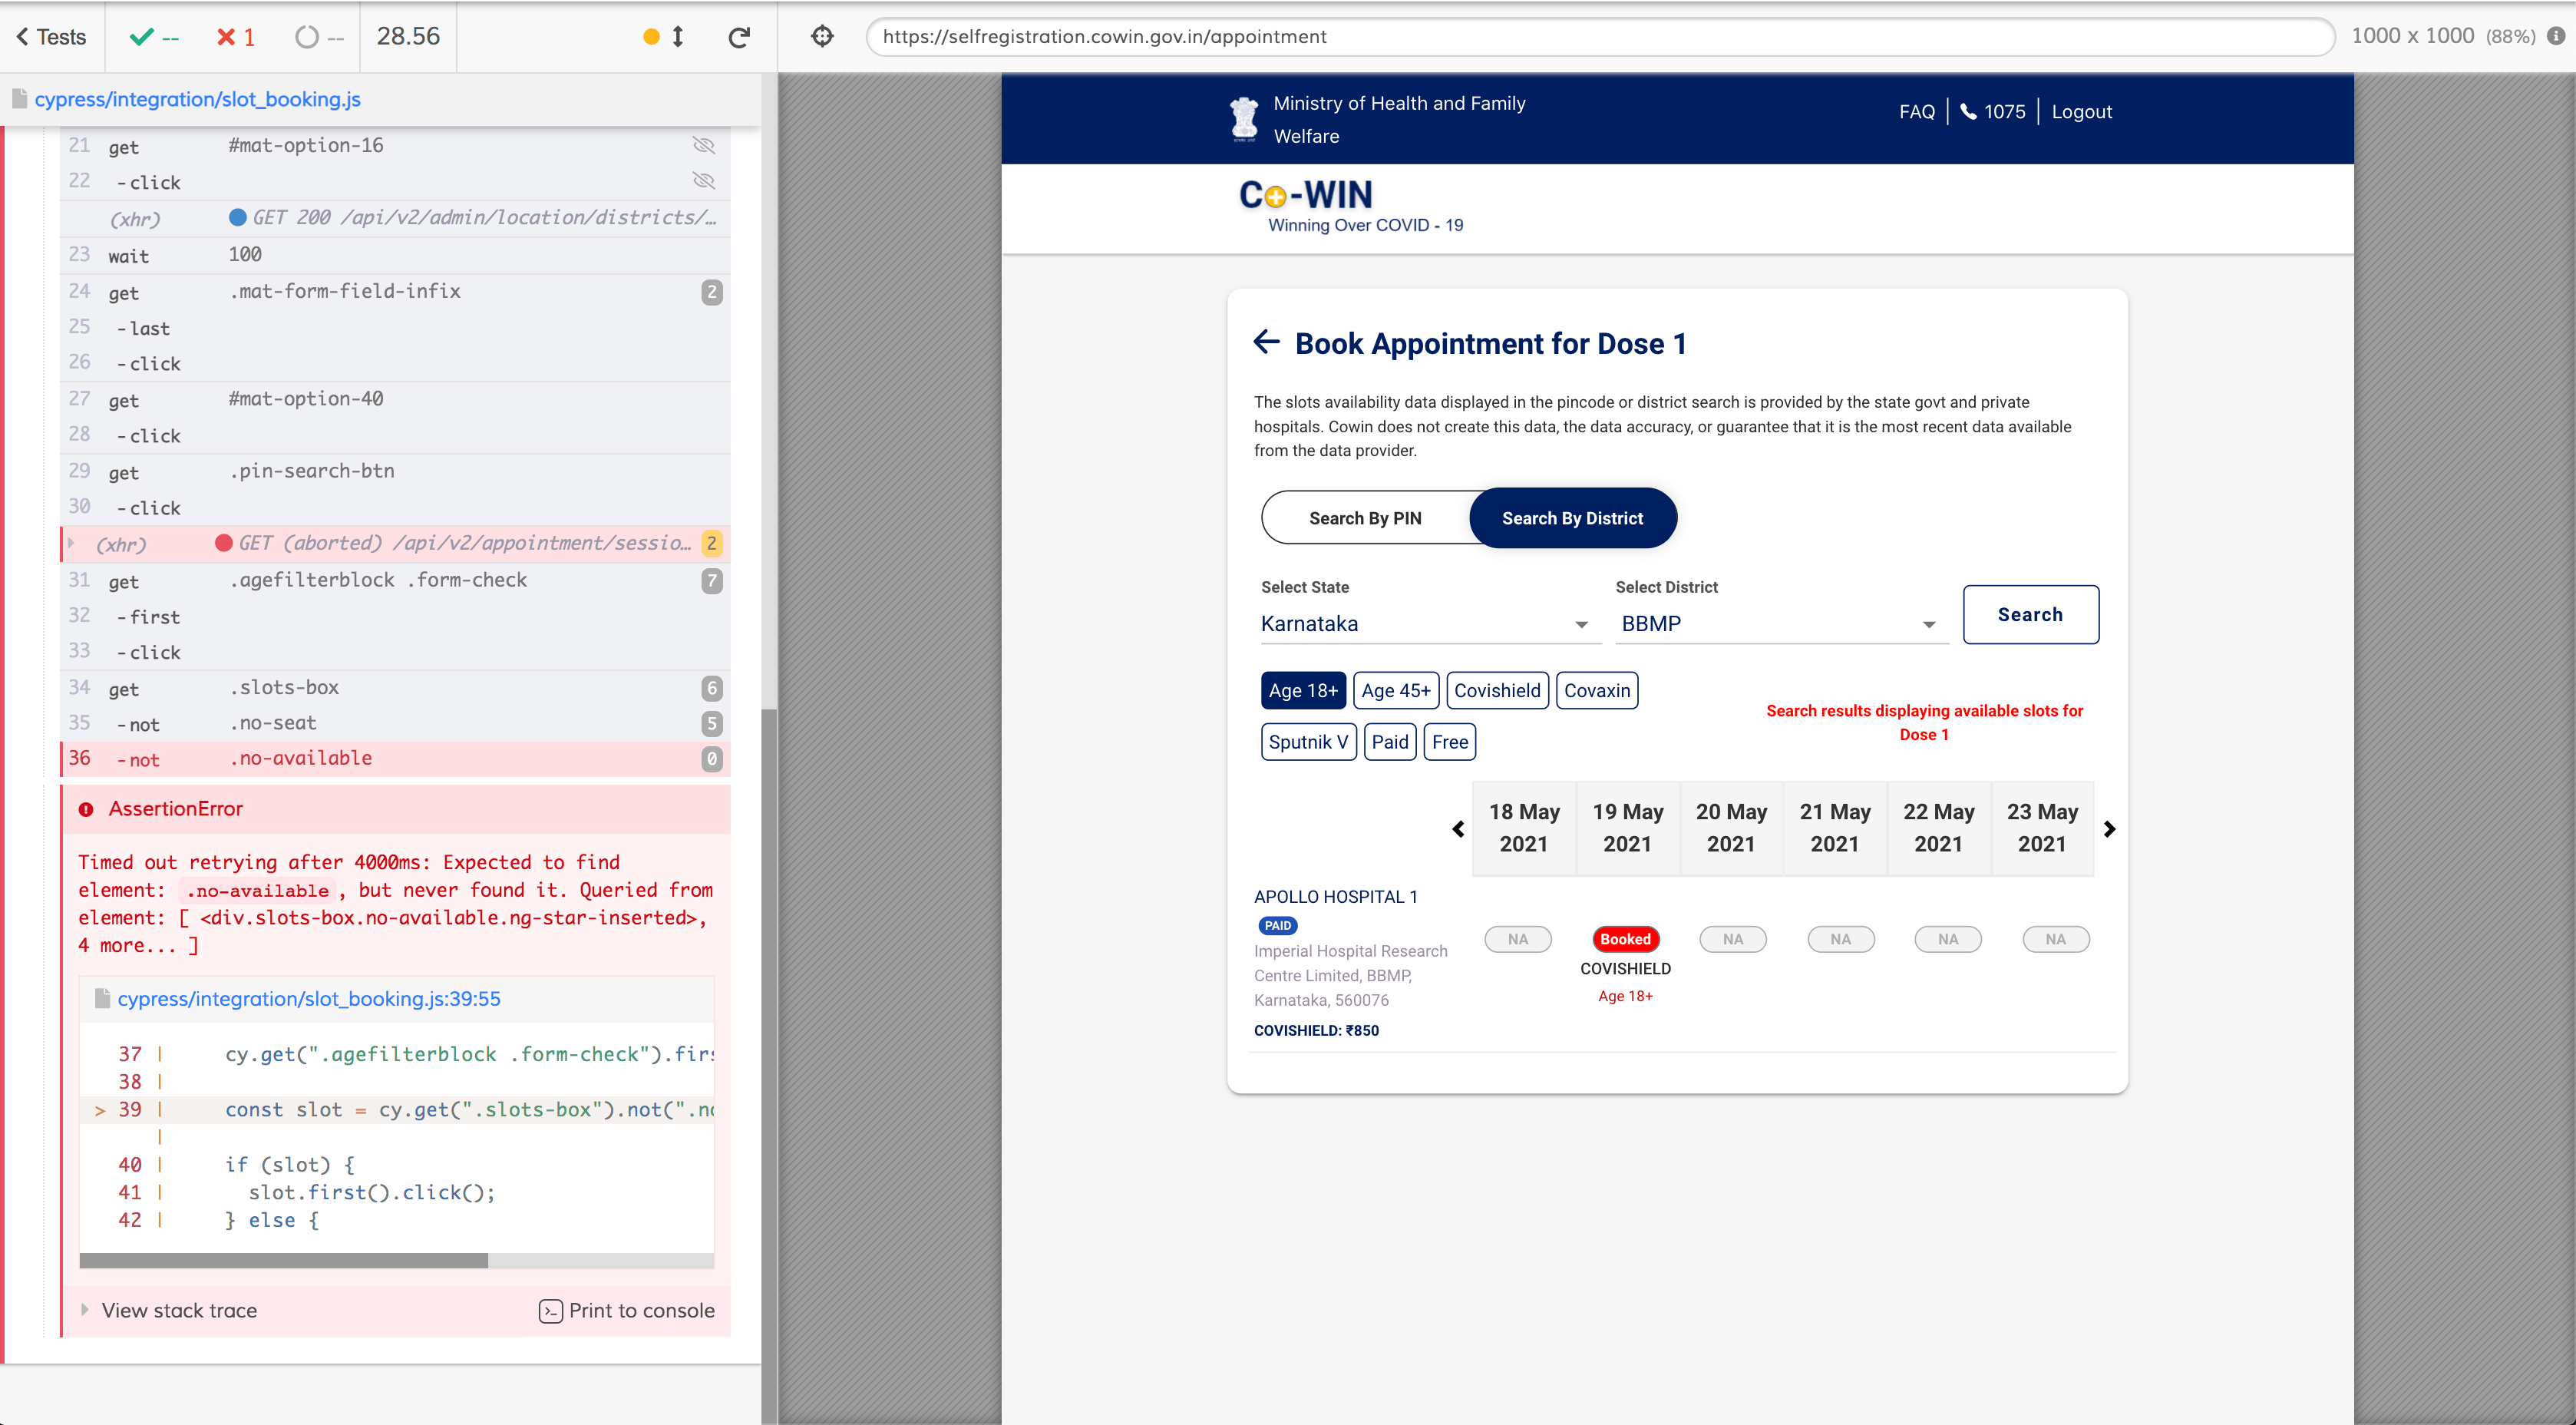 Tests
--
1
--
28.56
https://selfregistration.cowin.gov.in/appointment
1000 x 1000 (88%)
cypress/integration/slot_booking.js
21 get #mat-option-16
22 -click
(xhr) GET 200 /api/v2/admin/location/districts/…
23 wait 100
24 get .mat-form-field-infix 2
25 -last
26 -click
27 get #mat-option-40
28 -click
29 get .pin-search-btn
30 -click
(xhr) GET (aborted) /api/v2/appointment/sessio… 2
31 get .agefilterblock .form-check 7
32 -first
33 -click
34 get .slots-box 6
35 -not .no-seat 5
36 -not .no-available 0
AssertionError
Timed out retrying after 4000ms: Expected to find
element: .no-available , but never found it. Queried from
element: [ <div.slots-box.no-available.ng-star-inserted>,
4 more... ]
cypress/integration/slot_booking.js:39:55
37 | cy.get(".agefilterblock .form-check").firs
38 |
> 39 | const slot = cy.get(".slots-box").not(".no
|
40 | if (slot) {
41 | slot.first().click();
42 | } else {
View stack trace
Print to console
Ministry of Health and Family
Welfare
FAQ | 1075 | Logout
Co-WIN
Winning Over COVID - 19
Book Appointment for Dose 1
The slots availability data displayed in the pincode or district search is provided by the state govt and private
hospitals. Cowin does not create this data, the data accuracy, or guarantee that it is the most recent data available
from the data provider.
Search By PIN
Search By District
Select State
Select District
Karnataka
BBMP
Search
Age 18+ Age 45+ Covishield Covaxin
Sputnik V Paid Free
Search results displaying available slots for
Dose 1
18 May 19 May 20 May 21 May 22 May 23 May
2021 2021 2021 2021 2021 2021
APOLLO HOSPITAL 1
PAID
Imperial Hospital Research
Centre Limited, BBMP,
Karnataka, 560076
COVISHIELD: ₹850
NA Booked NA NA NA NA
COVISHIELD
Age 18+